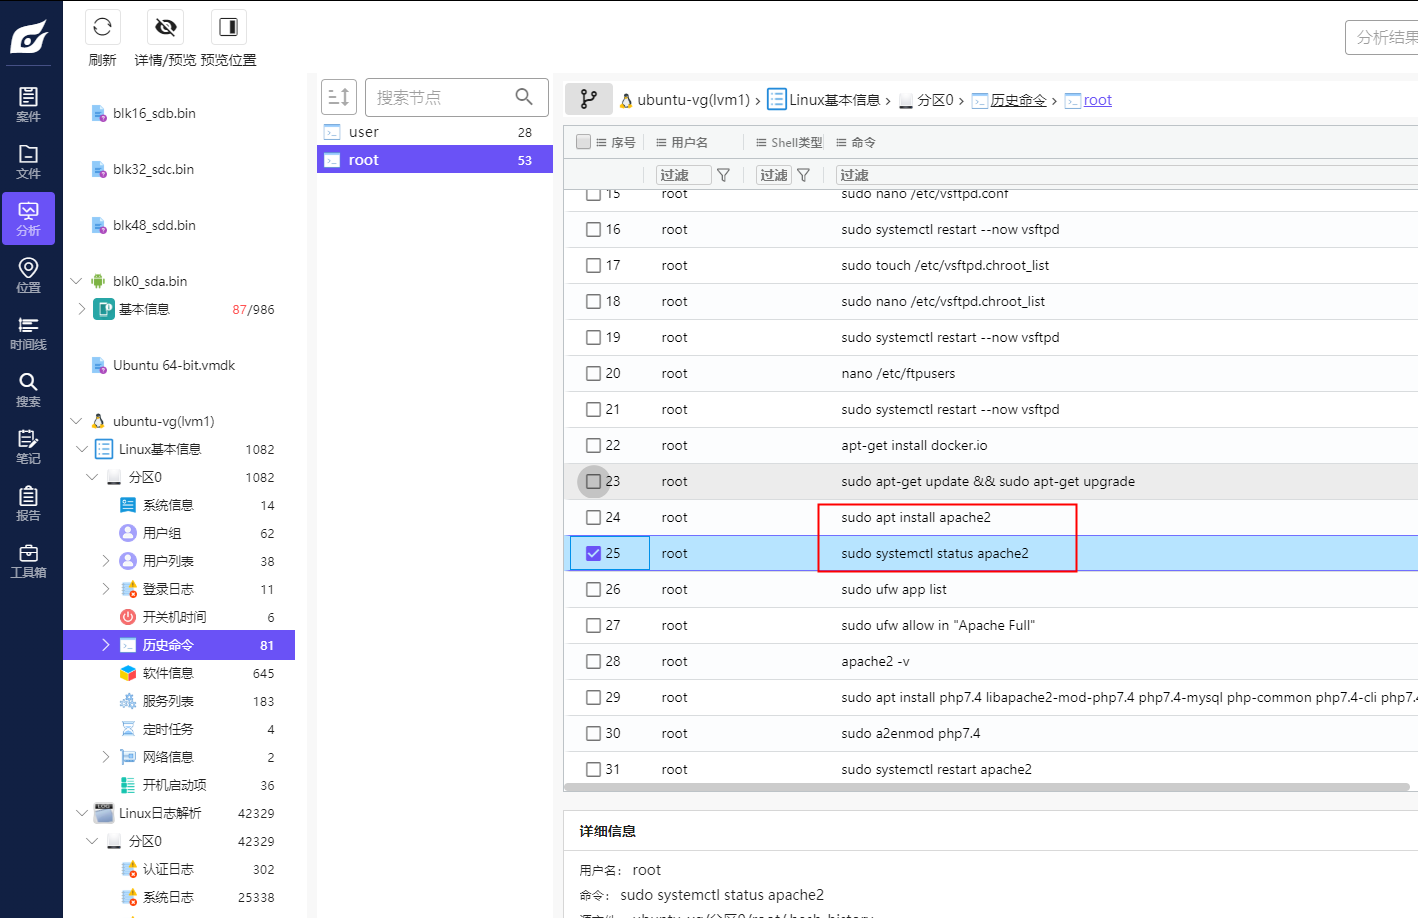 刷新
详情/预览
预览位置
分析结果
案件
文件
分析
位置
时间线
搜索
笔记
报告
工具箱
blk16_sdb.bin
blk32_sdc.bin
blk48_sdd.bin
blk0_sda.bin
基本信息 87/986
Ubuntu 64-bit.vmdk
ubuntu-vg(lvm1)
Linux基本信息 1082
分区0 1082
系统信息 14
用户组 62
用户列表 38
登录日志 11
开关机时间 6
历史命令 81
软件信息 645
服务列表 183
定时任务 4
网络信息 2
开机启动项 36
Linux日志解析 42329
分区0 42329
认证日志 302
系统日志 25338
搜索节点
user 28
root 53
ubuntu-vg(lvm1) › Linux基本信息 › 分区0 › 历史命令 › root
序号 用户名 Shell类型 命令
过滤 过滤 过滤
15 root sudo nano /etc/vsftpd.conf
16 root sudo systemctl restart --now vsftpd
17 root sudo touch /etc/vsftpd.chroot_list
18 root sudo nano /etc/vsftpd.chroot_list
19 root sudo systemctl restart --now vsftpd
20 root nano /etc/ftpusers
21 root sudo systemctl restart --now vsftpd
22 root apt-get install docker.io
23 root sudo apt-get update && sudo apt-get upgrade
24 root sudo apt install apache2
25 root sudo systemctl status apache2
26 root sudo ufw app list
27 root sudo ufw allow in "Apache Full"
28 root apache2 -v
29 root sudo apt install php7.4 libapache2-mod-php7.4 php7.4-mysql php-common php7.4-cli php7.4
30 root sudo a2enmod php7.4
31 root sudo systemctl restart apache2
详细信息
用户名： root
命令： sudo systemctl status apache2
源文件 ubuntu-vg/分区0/root/.bash_history